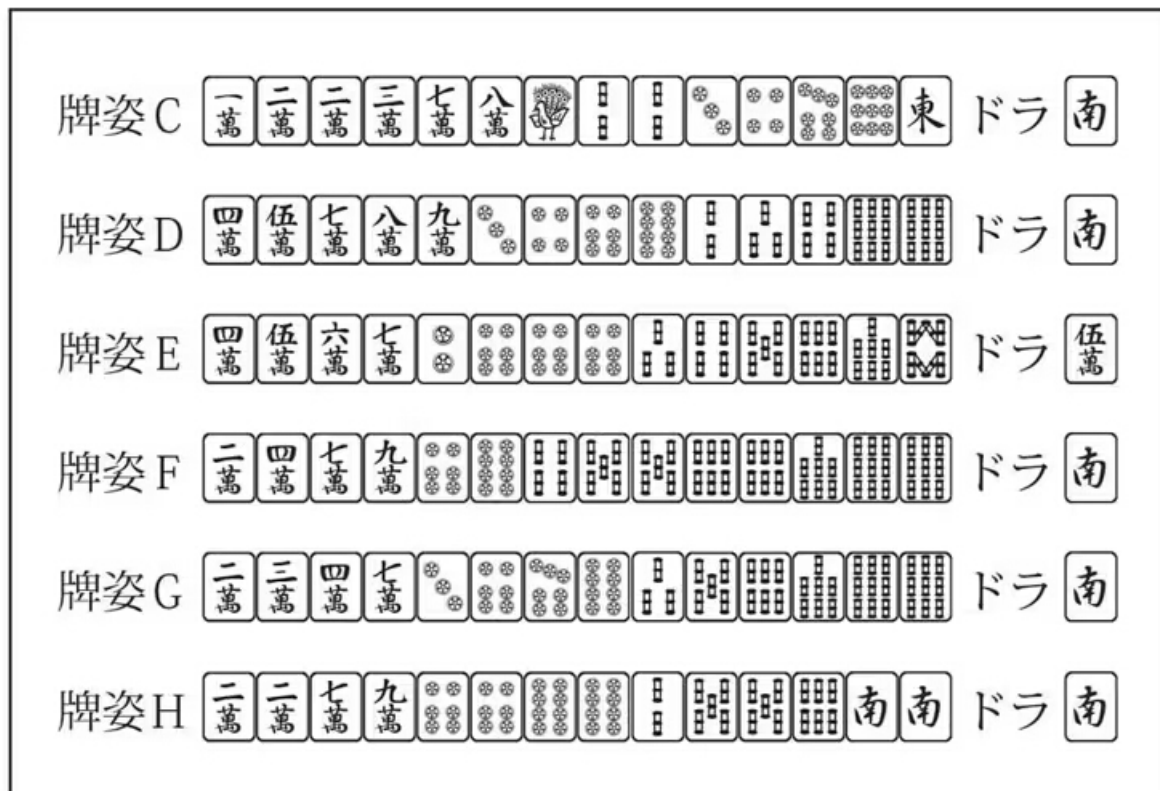 牌姿C 一萬 二萬 二萬 三萬 七萬 八萬 東 ドラ 南
牌姿D 四萬 伍萬 七萬 八萬 九萬 ドラ 南
牌姿E 四萬 伍萬 六萬 七萬 ドラ 伍萬
牌姿F 二萬 四萬 七萬 九萬 ドラ 南
牌姿G 二萬 三萬 四萬 七萬 ドラ 南
牌姿H 二萬 二萬 七萬 九萬 南 南 ドラ 南